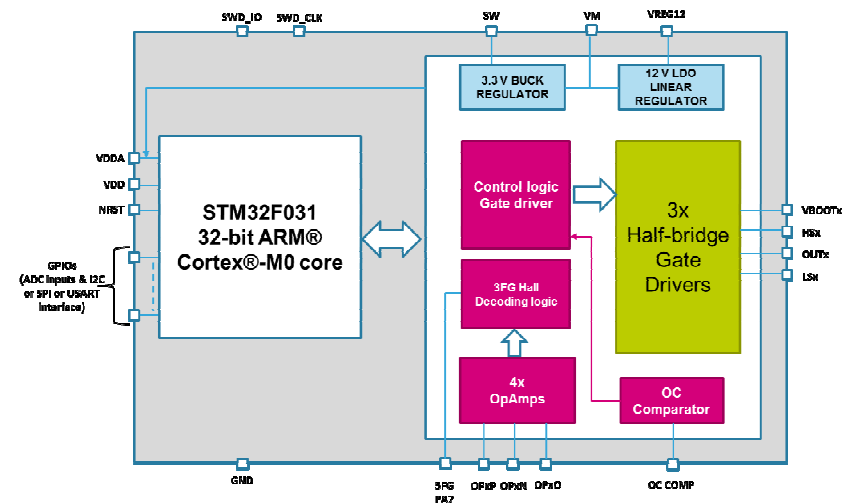 SWD_IO
SWD_CLK
SW
VM
VREG12
3.3 V BUCK
REGULATOR
12 V LDO
LINEAR
REGULATOR
VDDA
VDD
NRST
STM32F031
32-bit ARM®
Cortex®-M0 core
Control logic
Gate driver
3x
Half-bridge
Gate
Drivers
VBOOTx
HSx
OUTx
LSx
GPIOs
(ADC inputs & I2C
or SPI or USART
interface)
3FG Hall
Decoding logic
4x
OpAmps
OC
Comparator
GND
3FG
PA7
OPxP
OPxN
OPxO
OC COMP